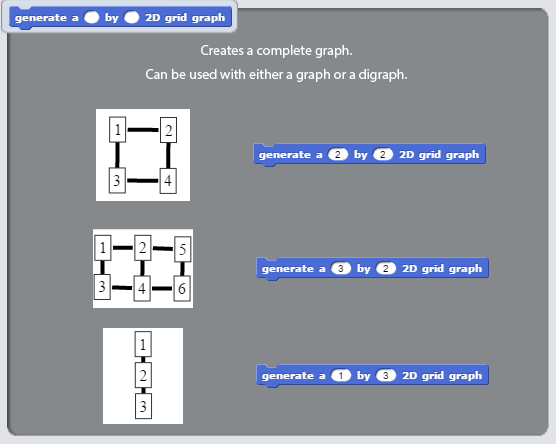 generate a by 2D grid graph
Creates a complete graph.
Can be used with either a graph or a digraph.
1 2
3 4
generate a 2 by 2 2D grid graph
1 2 5
3 4 6
generate a 3 by 2 2D grid graph
1
2
3
generate a 1 by 3 2D grid graph